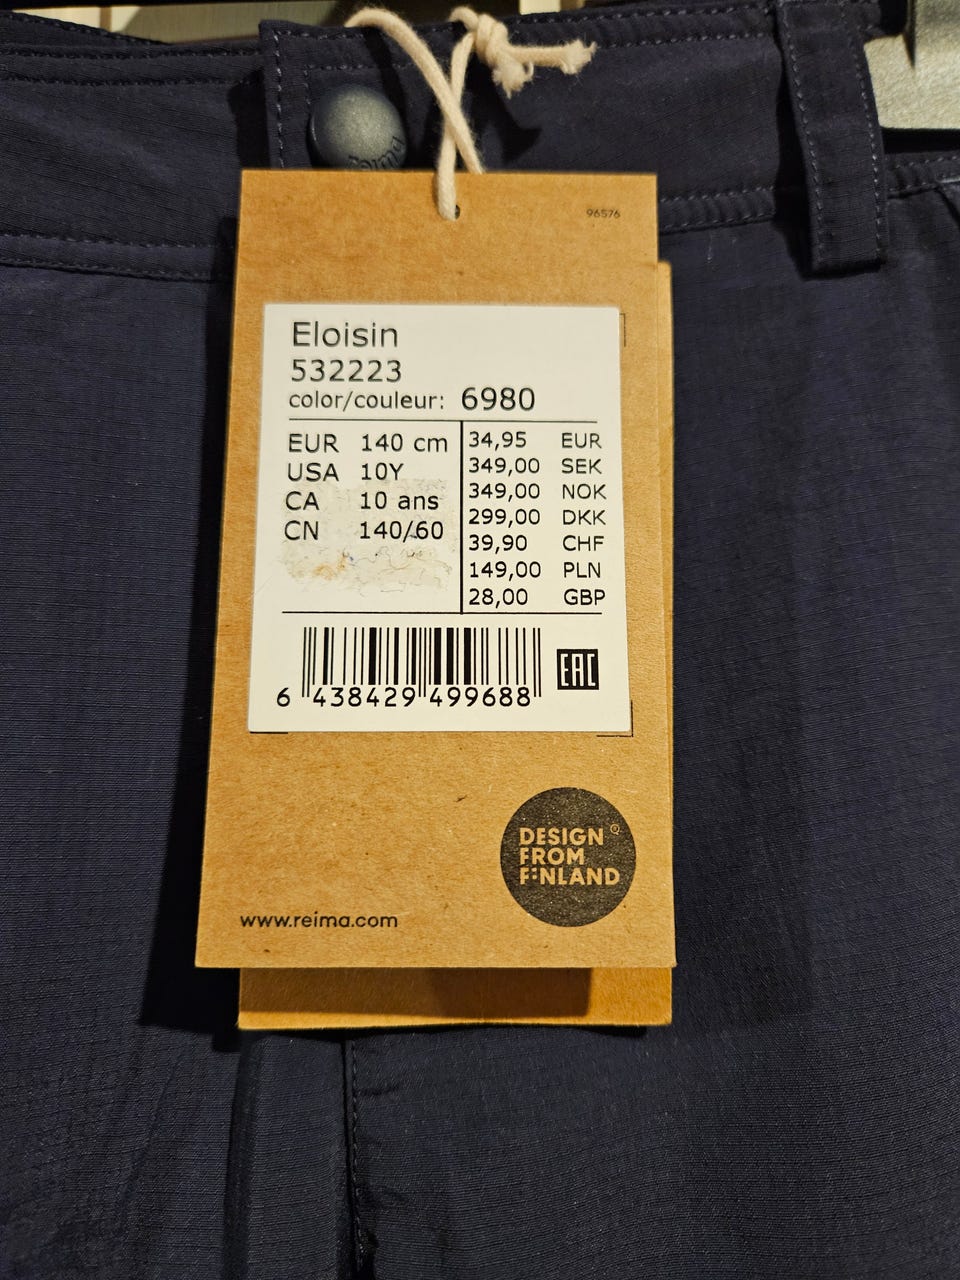 reima
96576
Eloisin
532223
color/couleur: 6980
EUR 140 cm
USA 10Y
CA 10 ans
CN 140/60
34,95 EUR
349,00 SEK
349,00 NOK
299,00 DKK
39,90 CHF
149,00 PLN
28,00 GBP
6 438429 499688
EAC
DESIGN
FROM
F:NLAND
www.reima.com